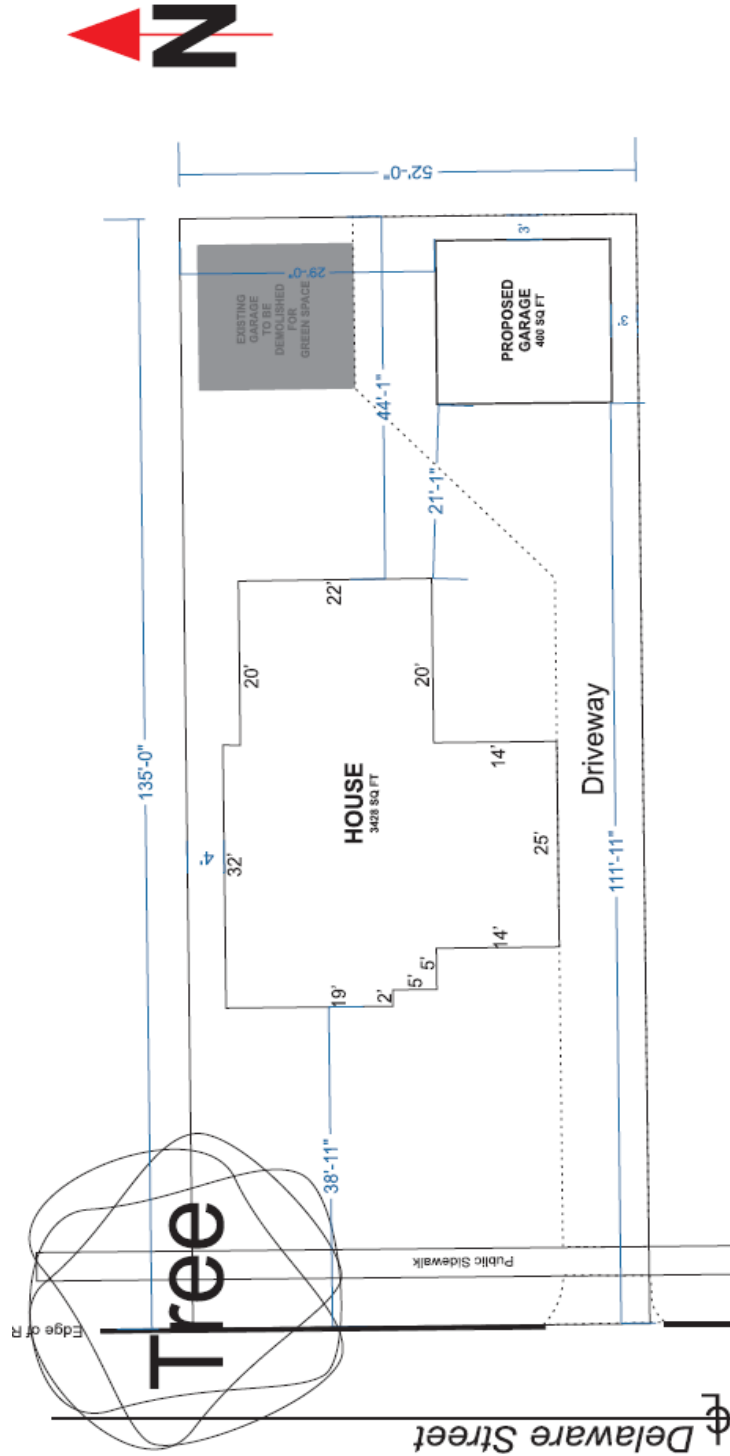 N
52'-0"
3'
29'-0"
EXISTING
GARAGE
TO BE
DEMOLISHED
FOR
GREEN SPACE
PROPOSED
GARAGE
400 SQ FT
3'
44'-1"
21'-1"
22'
20'
20'
135'-0"
14'
Driveway
HOUSE
3428 SQ FT
4'
32'
25'
111'-11"
14'
5'
5'
2'
19'
38'-11"
Tree
Public Sidewalk
Edge of R
Delaware Street
CL